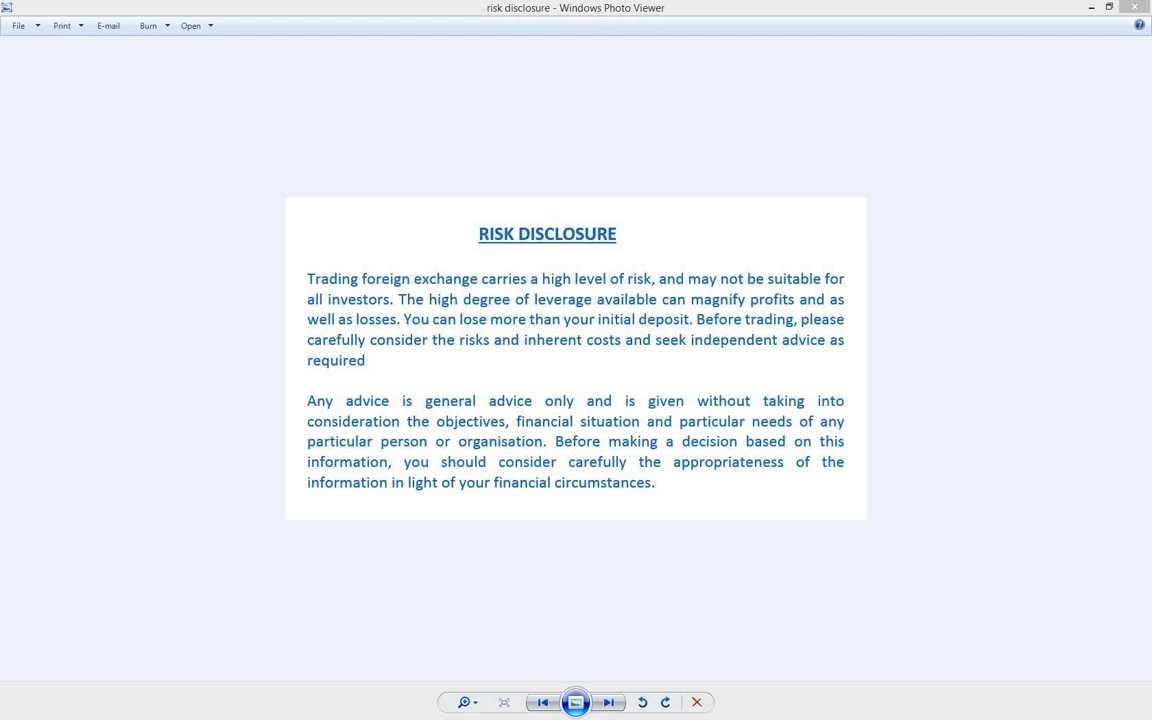 risk disclosure - Windows Photo Viewer
File Print E-mail Burn Open
RISK DISCLOSURE
Trading foreign exchange carries a high level of risk, and may not be suitable for
all investors. The high degree of leverage available can magnify profits and as
well as losses. You can lose more than your initial deposit. Before trading, please
carefully consider the risks and inherent costs and seek independent advice as
required
Any advice is general advice only and is given without taking into
consideration the objectives, financial situation and particular needs of any
particular person or organisation. Before making a decision based on this
information, you should consider carefully the appropriateness of the
information in light of your financial circumstances.